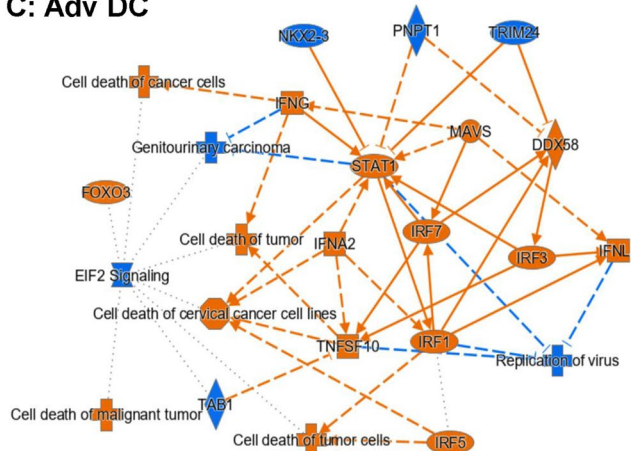 C: Adv DC
NKX2-3
PNPT1
TRIM24
Cell death of cancer cells
IFNG
MAVS
DDX58
Genitourinary carcinoma
STAT1
FOXO3
IRF7
Cell death of tumor
IFNA2
IRF3
IFNL
EIF2 Signaling
Cell death of cervical cancer cell lines
TNFSF10
IRF1
Replication of virus
Cell death of malignant tumor
TAB1
Cell death of tumor cells
IRF5